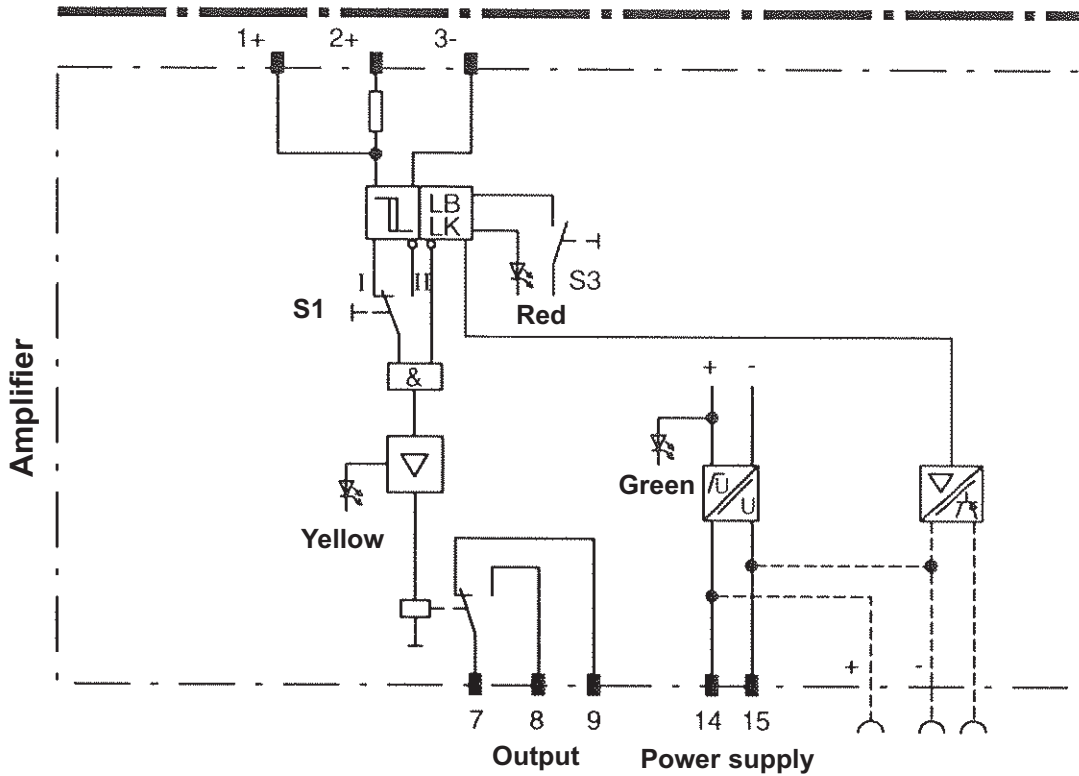 1+ 2+ 3-
LB
LK
I II
S3
S1
Red
&
+ -
Amplifier
Green
U
U
Yellow
+ -
7 8 9 14 15
Output Power supply